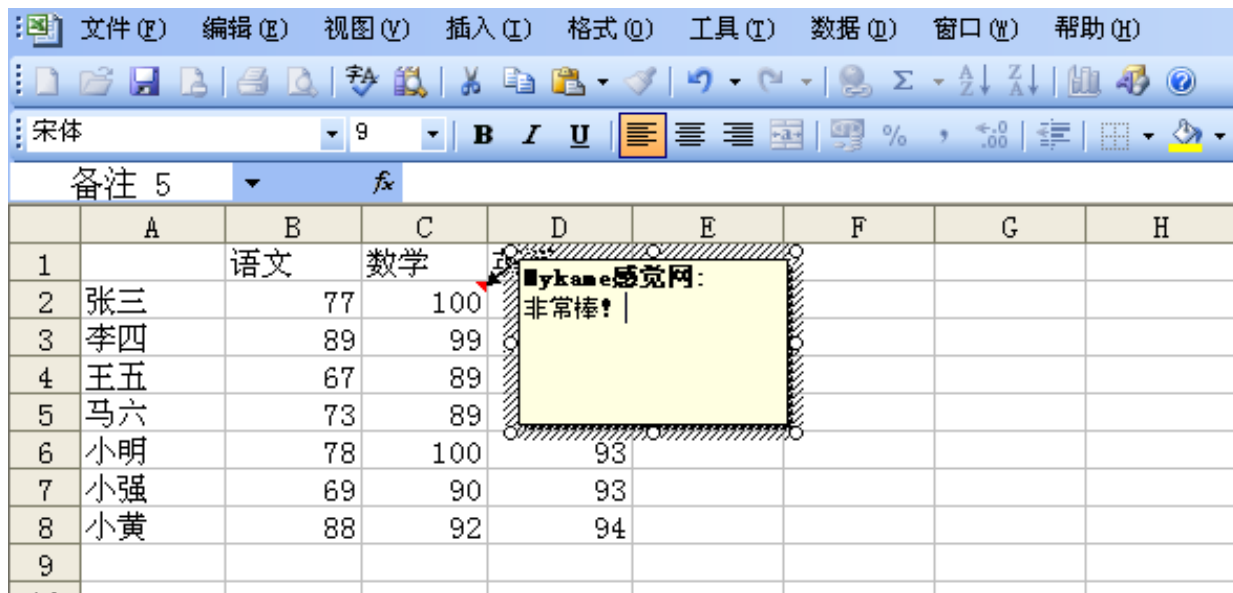 文件(F) 编辑(E) 视图(V) 插入(I) 格式(O) 工具(T) 数据(D) 窗口(W) 帮助(H)
宋体 9 B I U
备注 5 fx
A B C D E F G H
1 语文 数学
2 张三 77 100
3 李四 89 99
4 王五 67 89
5 马六 73 89
6 小明 78 100 93
7 小强 69 90 93
8 小黄 88 92 94
9
Mykame感觉网:
非常棒!